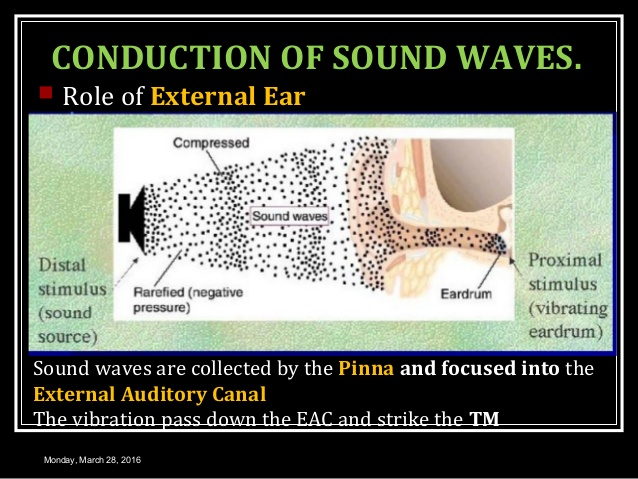 CONDUCTION OF SOUND WAVES.
Role of External Ear
Compressed
Sound waves
Distal
stimulus
(sound
source)
Rarefied (negative
pressure)
Eardrum
Proximal
stimulus
(vibrating
eardrum)
Sound waves are collected by the Pinna and focused into the
External Auditory Canal
The vibration pass down the EAC and strike the TM
Monday, March 28, 2016